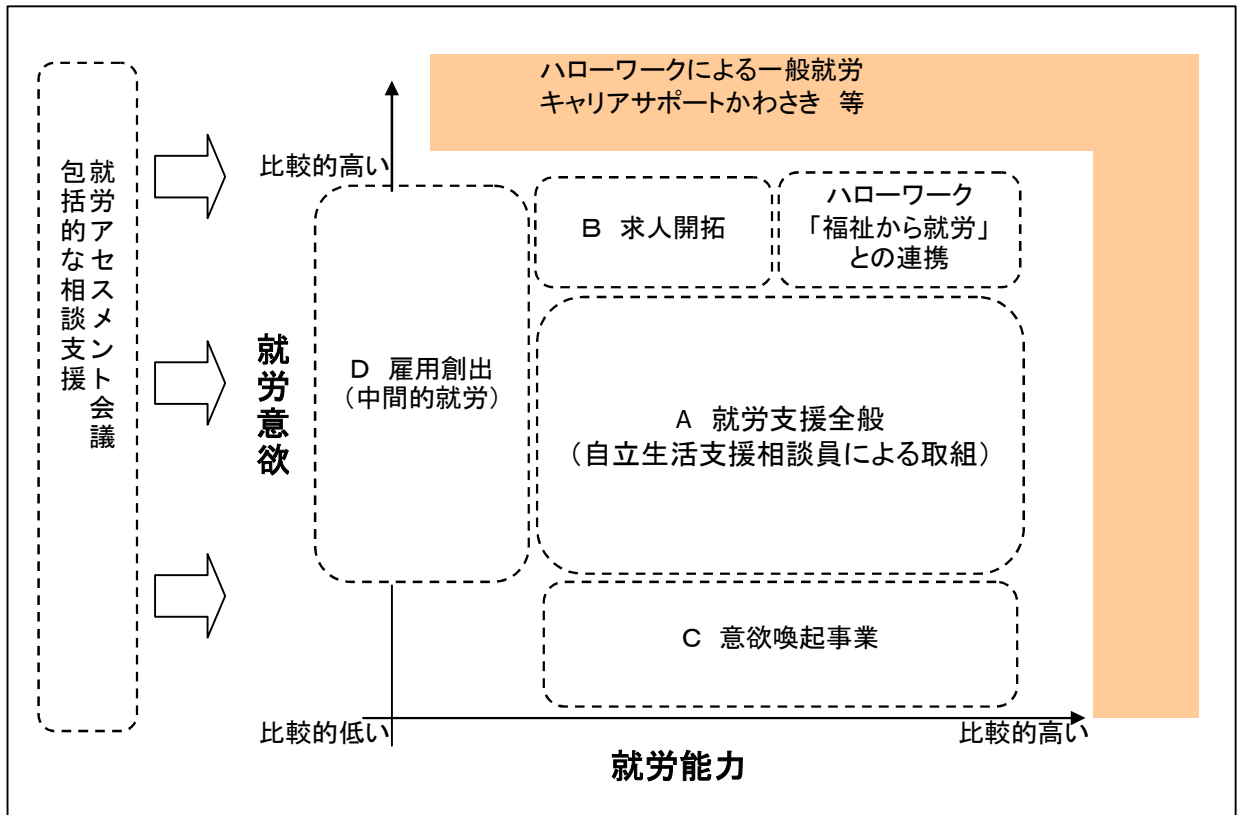 就労アセスメント会議
包括的な相談支援
ハローワークによる一般就労
キャリアサポートかわさき 等
比較的高い
就労意欲
B 求人開拓
ハローワーク
「福祉から就労」
との連携
D 雇用創出
(中間的就労)
A 就労支援全般
(自立生活支援相談員による取組)
C 意欲喚起事業
比較的低い
比較的高い
就労能力